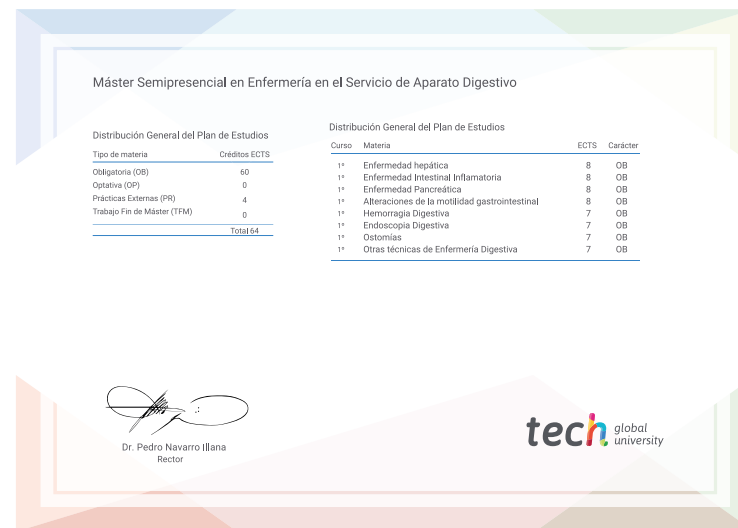 Máster Semipresencial en Enfermería en el Servicio de Aparato Digestivo
Distribución General del Plan de Estudios
Tipo de materia Créditos ECTS
Obligatoria (OB) 60
Optativa (OP) 0
Prácticas Externas (PR) 4
Trabajo Fin de Máster (TFM) 0
Total 64
Distribución General del Plan de Estudios
Curso Materia ECTS Carácter
1º Enfermedad hepática 8 OB
1º Enfermedad Intestinal Inflamatoria 8 OB
1º Enfermedad Pancreática 8 OB
1º Alteraciones de la motilidad gastrointestinal 8 OB
1º Hemorragia Digestiva 7 OB
1º Endoscopia Digestiva 7 OB
1º Ostomías 7 OB
1º Otras técnicas de Enfermería Digestiva 7 OB
Dr. Pedro Navarro Illana
Rector
tech global
university